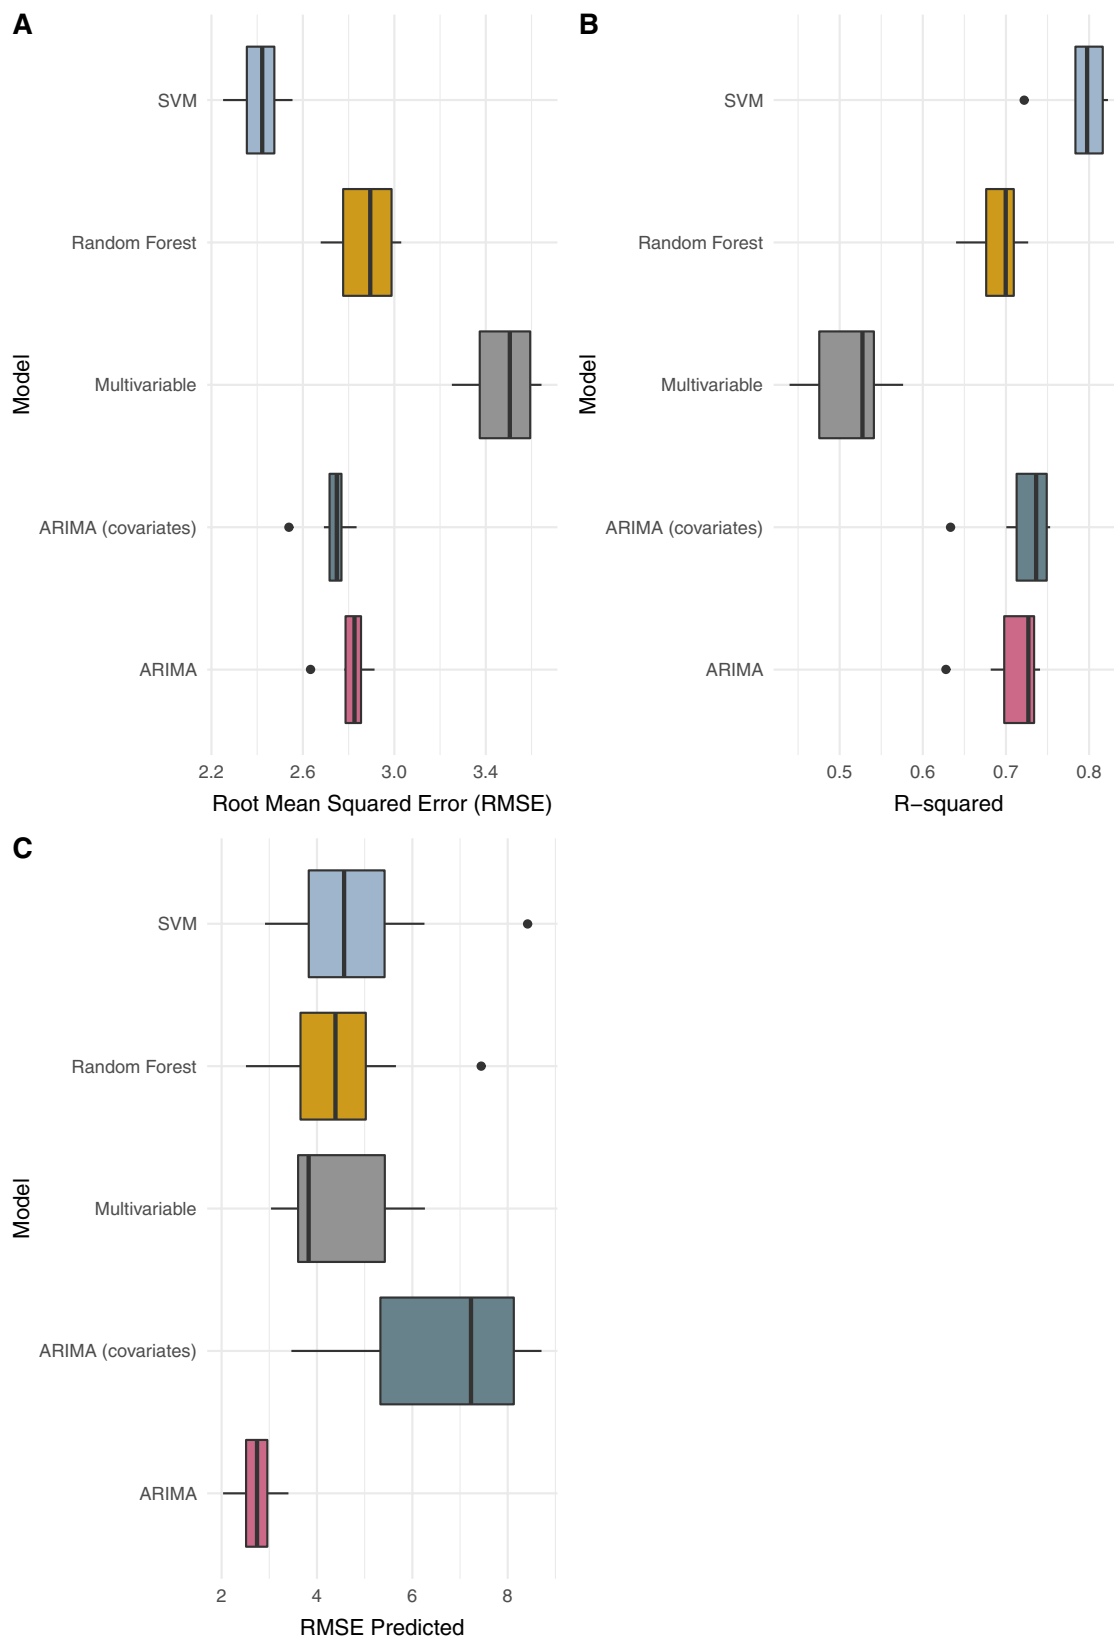 A
SVM
Random Forest
Multivariable
ARIMA (covariates)
ARIMA
Model
2.2 2.6 3.0 3.4
Root Mean Squared Error (RMSE)
B
SVM
Random Forest
Multivariable
ARIMA (covariates)
ARIMA
Model
0.5 0.6 0.7 0.8
R−squared
C
SVM
Random Forest
Multivariable
ARIMA (covariates)
ARIMA
Model
2 4 6 8
RMSE Predicted